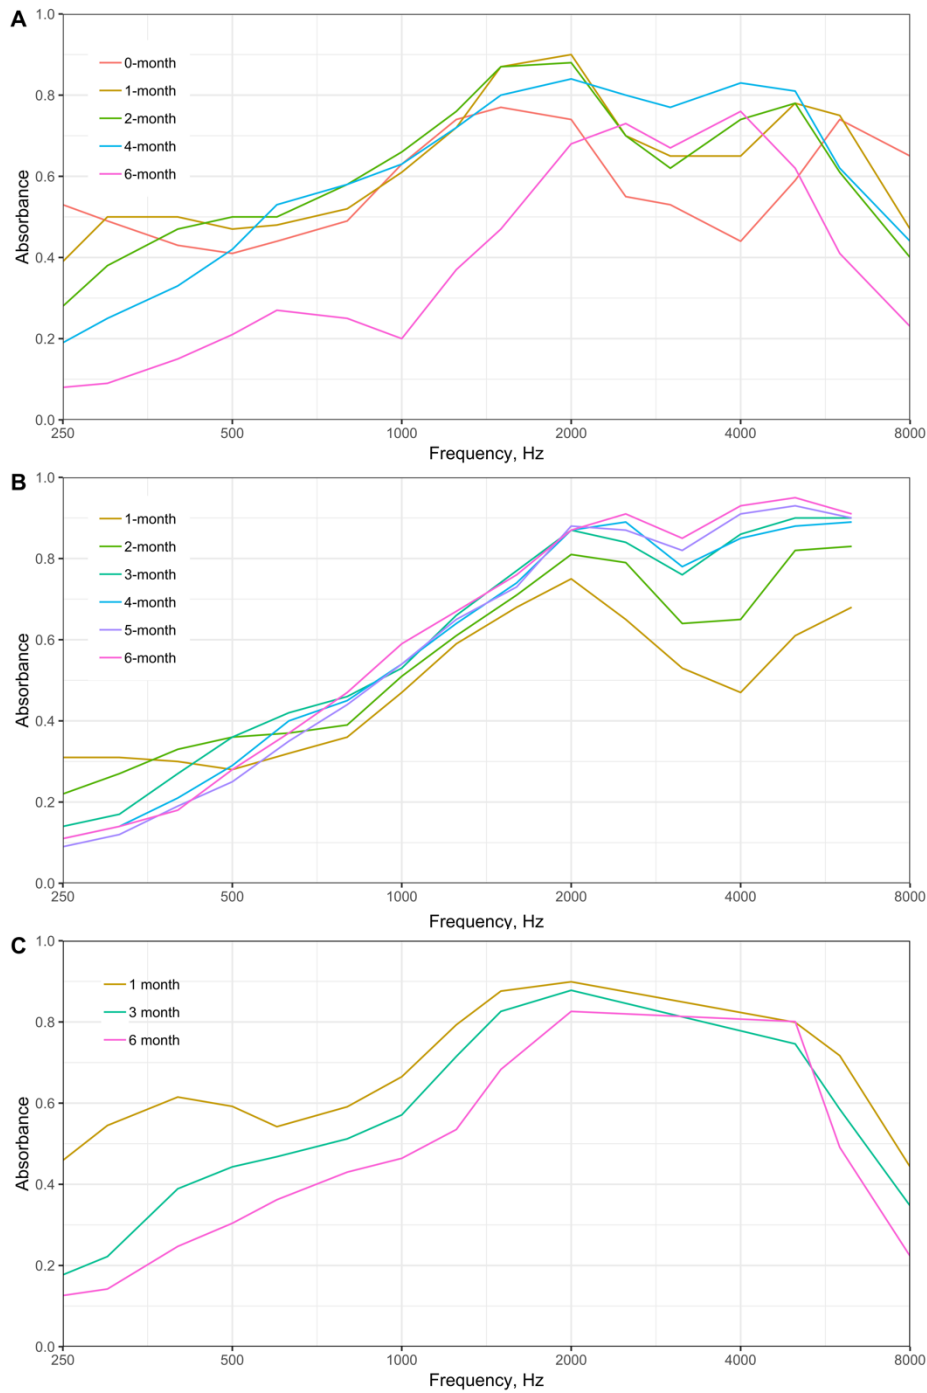 A
1.0
0.8
0.6
0.4
0.2
0.0
Absorbance
0-month
1-month
2-month
4-month
6-month
250 500 1000 2000 4000 8000
Frequency, Hz
B
1.0
0.8
0.6
0.4
0.2
0.0
Absorbance
1-month
2-month
3-month
4-month
5-month
6-month
250 500 1000 2000 4000 8000
Frequency, Hz
C
1.0
0.8
0.6
0.4
0.2
0.0
Absorbance
1 month
3 month
6 month
250 500 1000 2000 4000 8000
Frequency, Hz